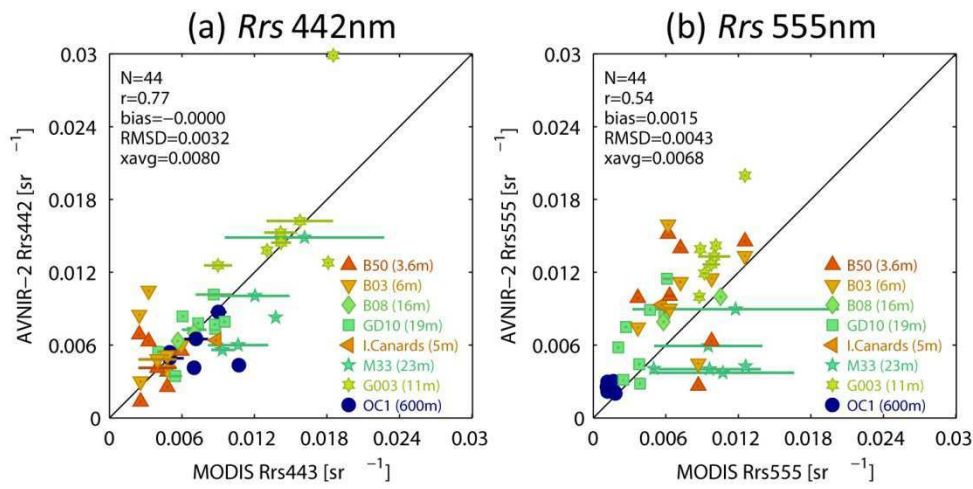 (a) Rrs 442nm
AVNIR-2 Rrs442 [sr −1]
0.03
0.024
0.018
0.012
0.006
0
N=44
r=0.77
bias=−0.0000
RMSD=0.0032
xavg=0.0080
B50 (3.6m)
B03 (6m)
B08 (16m)
GD10 (19m)
I.Canards (5m)
M33 (23m)
G003 (11m)
OC1 (600m)
0 0.006 0.012 0.018 0.024 0.03
MODIS Rrs443 [sr −1]
(b) Rrs 555nm
AVNIR-2 Rrs555 [sr −1]
0.03
0.024
0.018
0.012
0.006
0
N=44
r=0.54
bias=0.0015
RMSD=0.0043
xavg=0.0068
B50 (3.6m)
B03 (6m)
B08 (16m)
GD10 (19m)
I.Canards (5m)
M33 (23m)
G003 (11m)
OC1 (600m)
0 0.006 0.012 0.018 0.024 0.03
MODIS Rrs555 [sr −1]